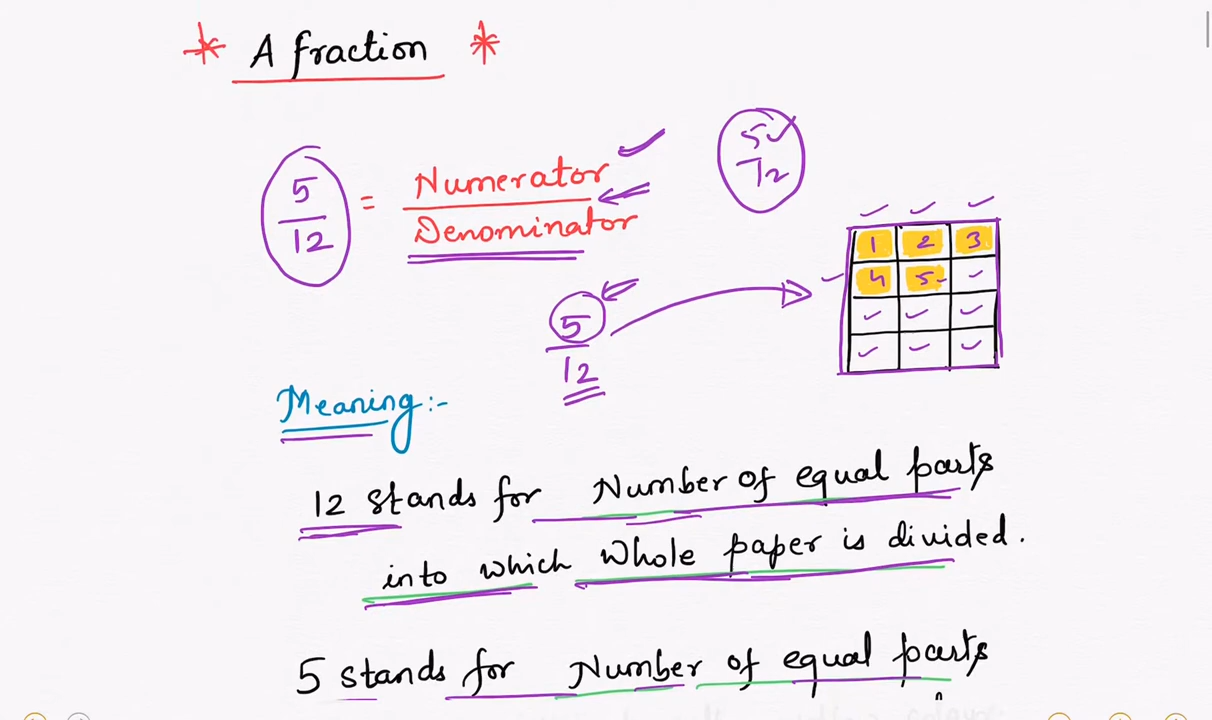 * A fraction *
5/12 = Numerator/Denominator
5/12
1 2 3
4 5
5/12
Meaning:-
12 stands for Number of equal parts
into which whole paper is divided.
5 stands for Number of equal parts